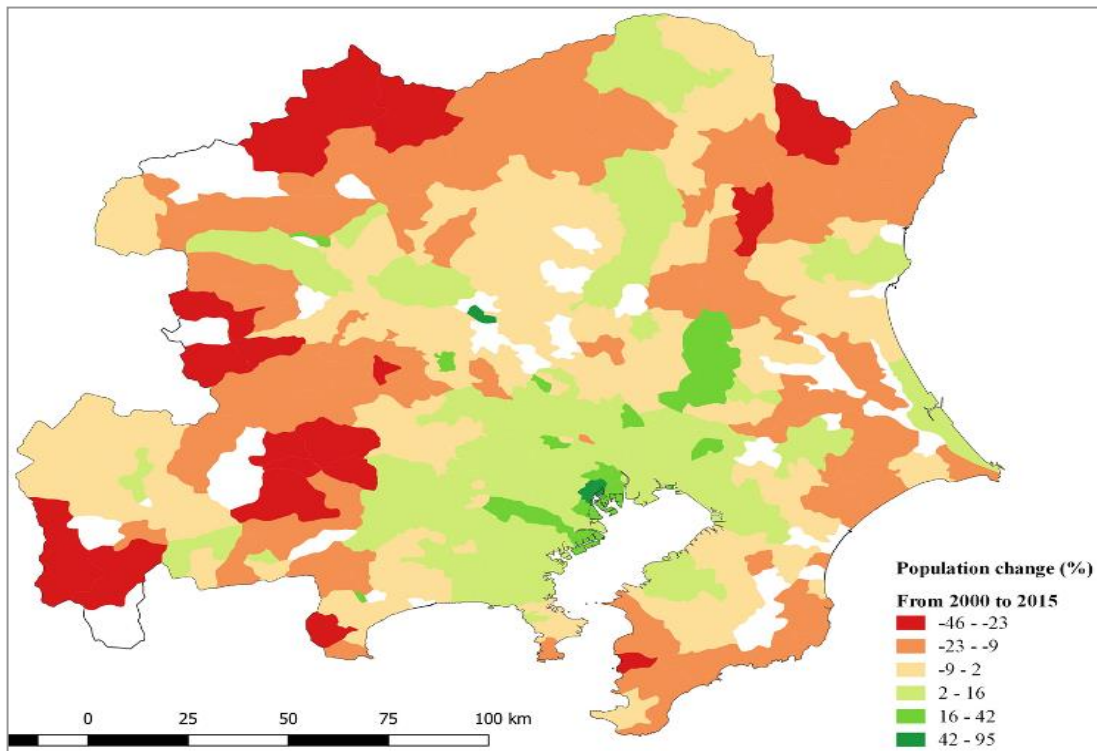 Population change (%)
From 2000 to 2015
-46 - -23
-23 - -9
-9 - 2
2 - 16
16 - 42
42 - 95
0 25 50 75 100 km